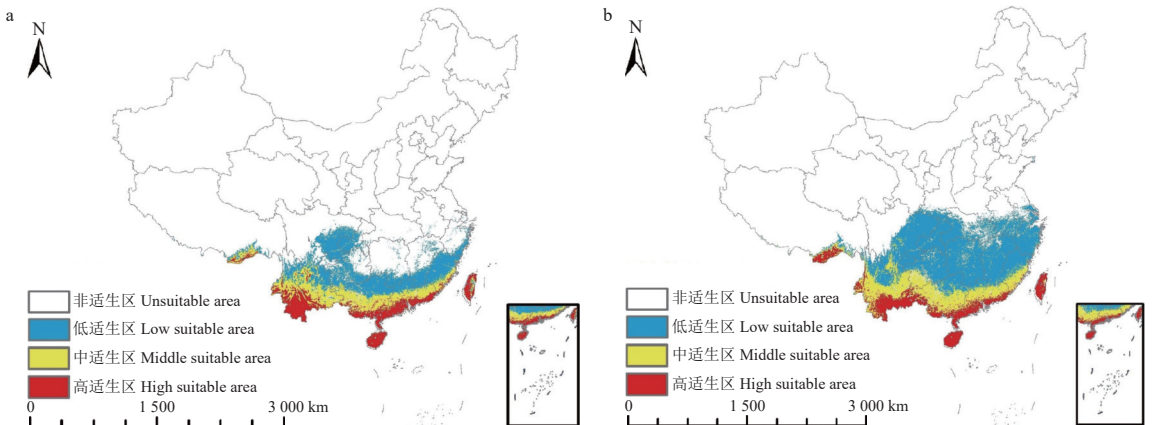 a
N
非适生区 Unsuitable area
低适生区 Low suitable area
中适生区 Middle suitable area
高适生区 High suitable area
0 1 500 3 000 km
b
N
非适生区 Unsuitable area
低适生区 Low suitable area
中适生区 Middle suitable area
高适生区 High suitable area
0 1 500 3 000 km